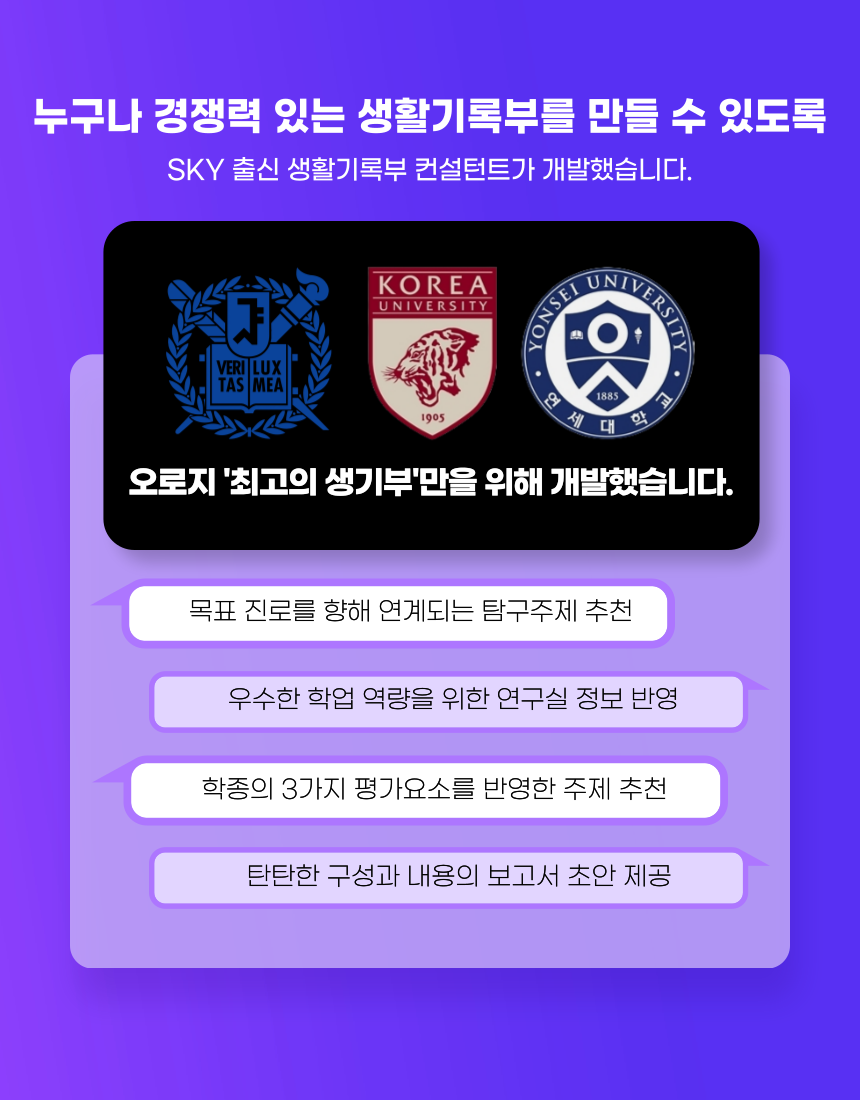 누구나 경쟁력 있는 생활기록부를 만들 수 있도록
SKY 출신 생활기록부 컨설턴트가 개발했습니다.
VERI LUX
TAS MEA
KOREA
UNIVERSITY
1905
YONSEI UNIVERSITY
1885
연세대학교
오로지 '최고의 생기부'만을 위해 개발했습니다.
목표 진로를 향해 연계되는 탐구주제 추천
우수한 학업 역량을 위한 연구실 정보 반영
학종의 3가지 평가요소를 반영한 주제 추천
탄탄한 구성과 내용의 보고서 초안 제공